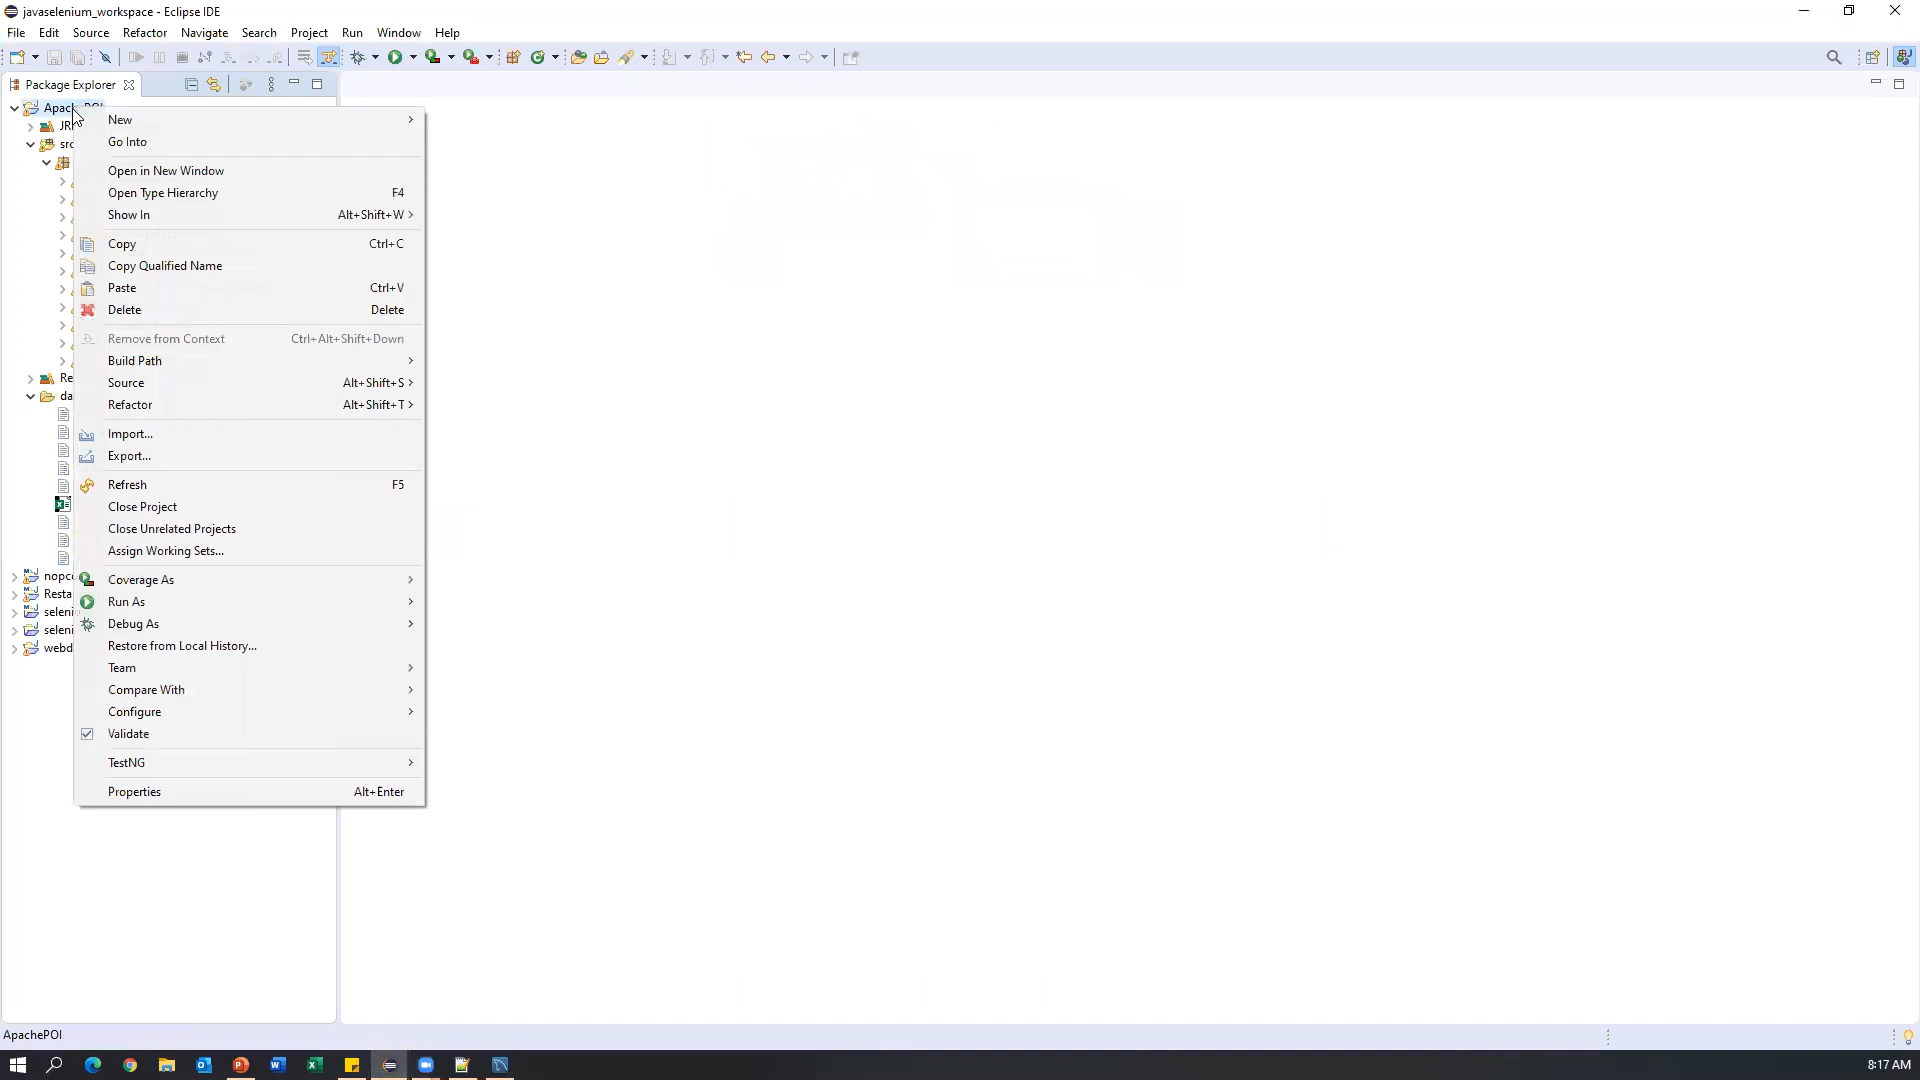 javaselenium_workspace - Eclipse IDE
File Edit Source Refactor Navigate Search Project Run Window Help
Package Explorer
New
Go Into
Open in New Window
Open Type Hierarchy F4
Show In Alt+Shift+W
Copy Ctrl+C
Copy Qualified Name
Paste Ctrl+V
Delete Delete
Remove from Context Ctrl+Alt+Shift+Down
Build Path
Source Alt+Shift+S
Refactor Alt+Shift+T
Import...
Export...
Refresh F5
Close Project
Close Unrelated Projects
Assign Working Sets...
Coverage As
Run As
Debug As
Restore from Local History...
Team
Compare With
Configure
Validate
TestNG
Properties Alt+Enter
ApachePOI
8:17 AM